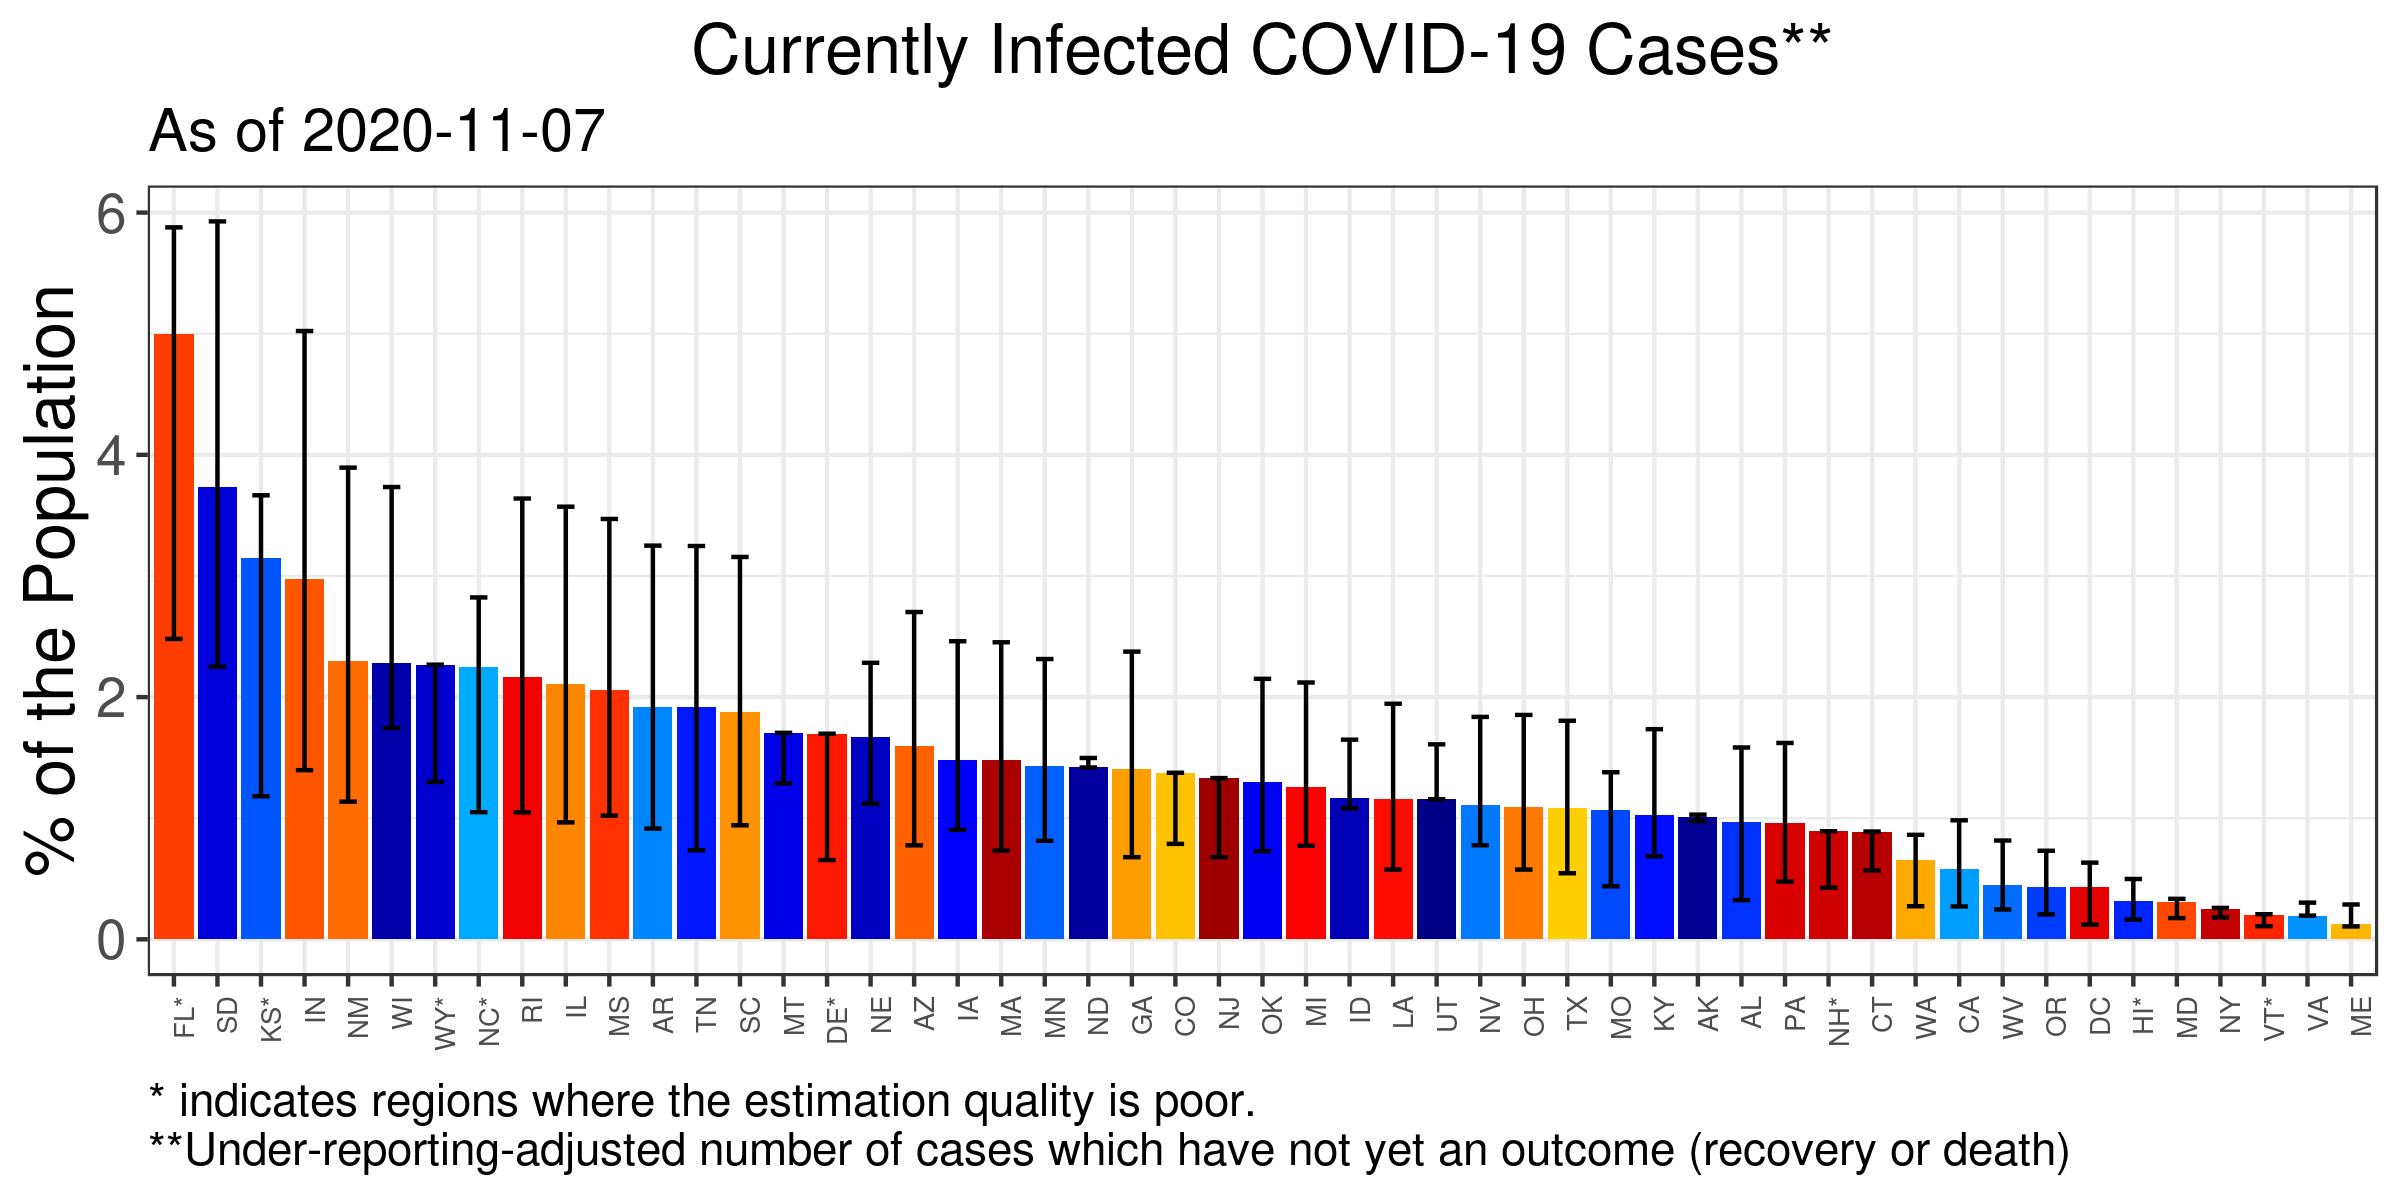 Currently Infected COVID-19 Cases**
As of 2020-11-07
% of the Population
6
4
2
0
FL* SD KS* IN NM WI WY* NC* RI IL MS AR TN SC MT DE* NE AZ IA MA MN ND GA CO NJ OK MI ID LA UT NV OH TX MO KY AK AL PA NH* CT WA CA WV OR DC HI* MD NY VT* VA ME
* indicates regions where the estimation quality is poor.
**Under-reporting-adjusted number of cases which have not yet an outcome (recovery or death)